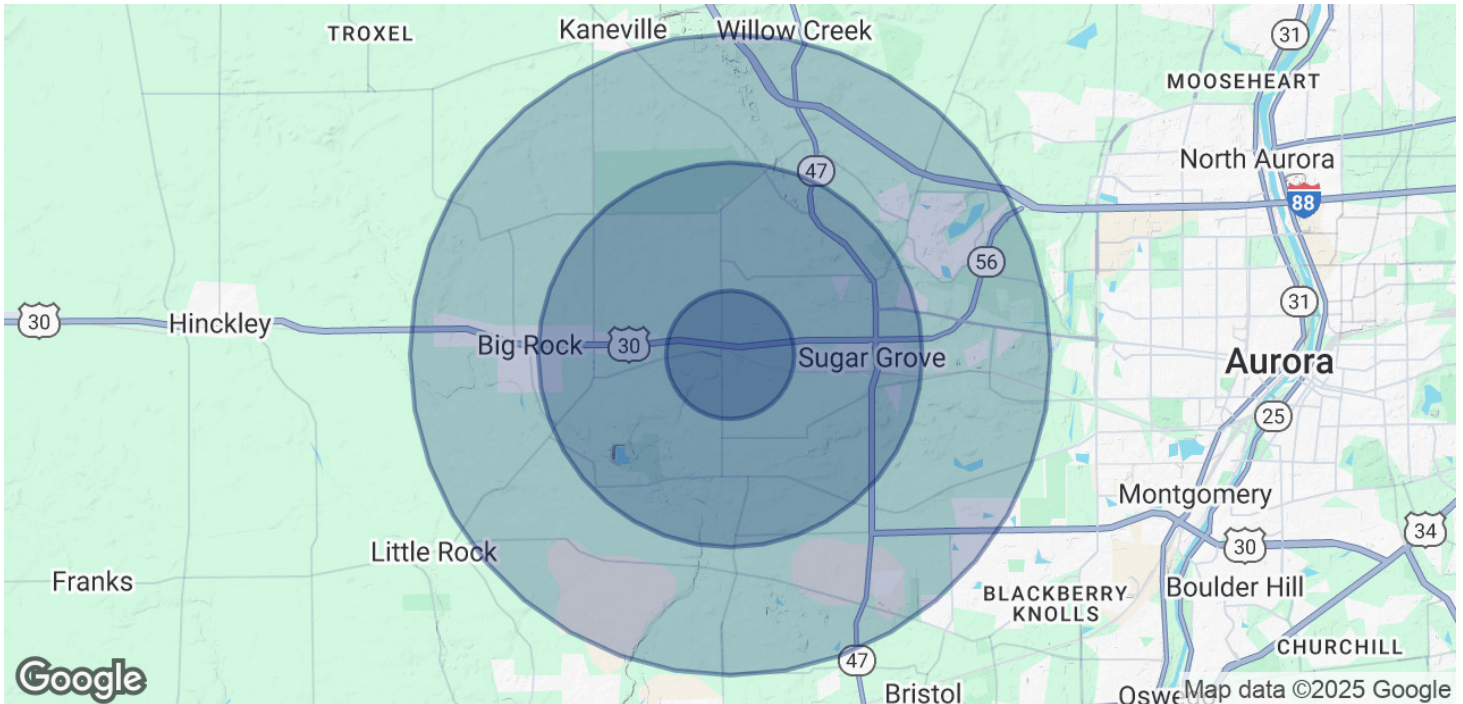 TROXEL
Kaneville
Willow Creek
31
MOOSEHEART
North Aurora
47
88
56
30
Hinckley
31
Big Rock
30
Sugar Grove
Aurora
25
Montgomery
Little Rock
34
30
Franks
BLACKBERRY
KNOLLS
Boulder Hill
CHURCHILL
47
Google
Bristol
Map data ©2025 Google